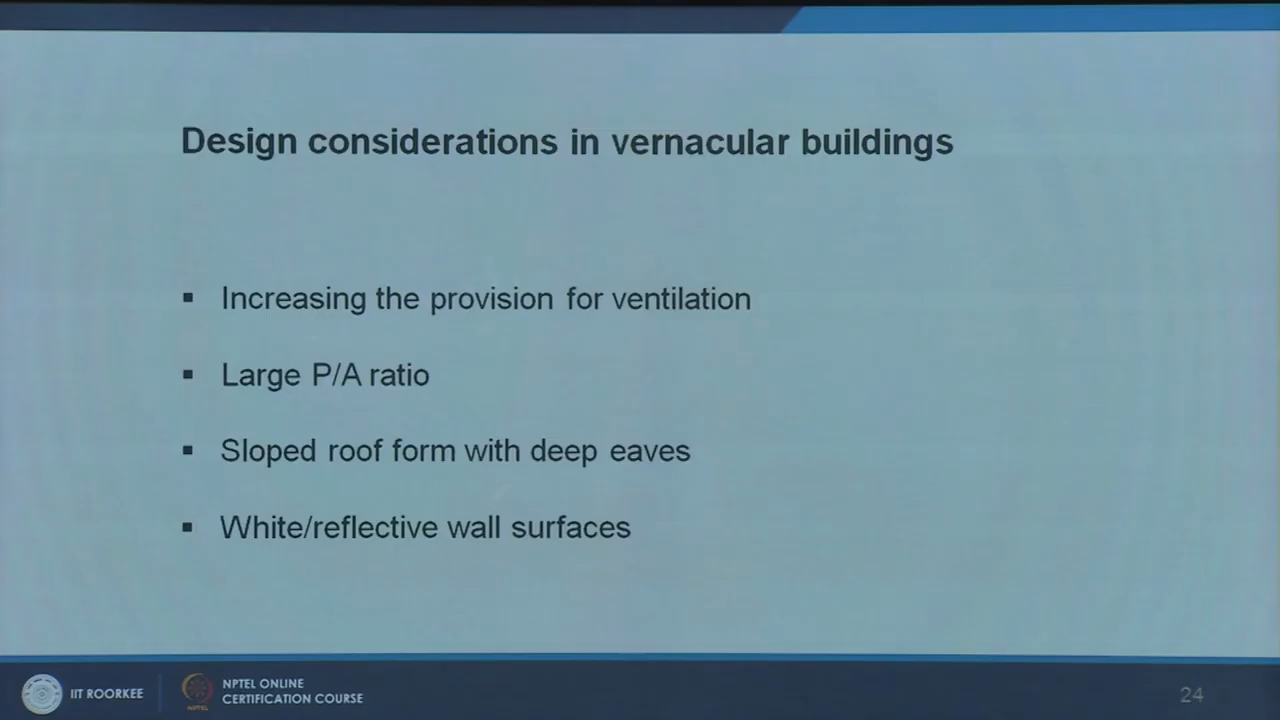 Design considerations in vernacular buildings
▪ Increasing the provision for ventilation
▪ Large P/A ratio
▪ Sloped roof form with deep eaves
▪ White/reflective wall surfaces
IIT ROORKEE
NPTEL
NPTEL ONLINE
CERTIFICATION COURSE
24